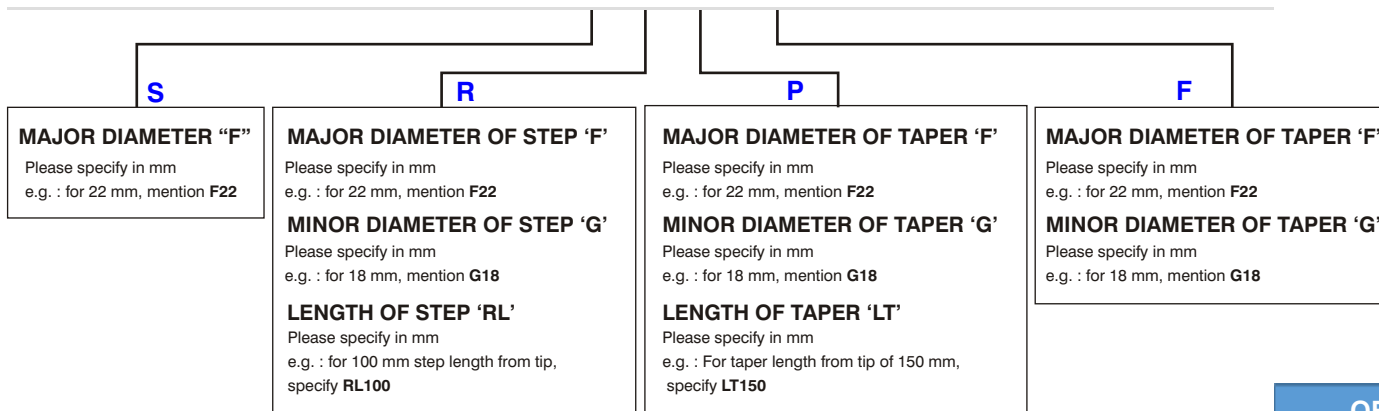 S
MAJOR DIAMETER “F”
Please specify in mm
e.g. : for 22 mm, mention F22
R
MAJOR DIAMETER OF STEP ‘F’
Please specify in mm
e.g. : for 22 mm, mention F22
MINOR DIAMETER OF STEP ‘G’
Please specify in mm
e.g. : for 18 mm, mention G18
LENGTH OF STEP ‘RL’
Please specify in mm
e.g. : for 100 mm step length from tip,
specify RL100
P
MAJOR DIAMETER OF TAPER ‘F’
Please specify in mm
e.g. : for 22 mm, mention F22
MINOR DIAMETER OF TAPER ‘G’
Please specify in mm
e.g. : for 18 mm, mention G18
LENGTH OF TAPER ‘LT’
Please specify in mm
e.g. : For taper length from tip of 150 mm,
specify LT150
F
MAJOR DIAMETER OF TAPER ‘F’
Please specify in mm
e.g. : for 22 mm, mention F22
MINOR DIAMETER OF TAPER ‘G’
Please specify in mm
e.g. : for 18 mm, mention G18